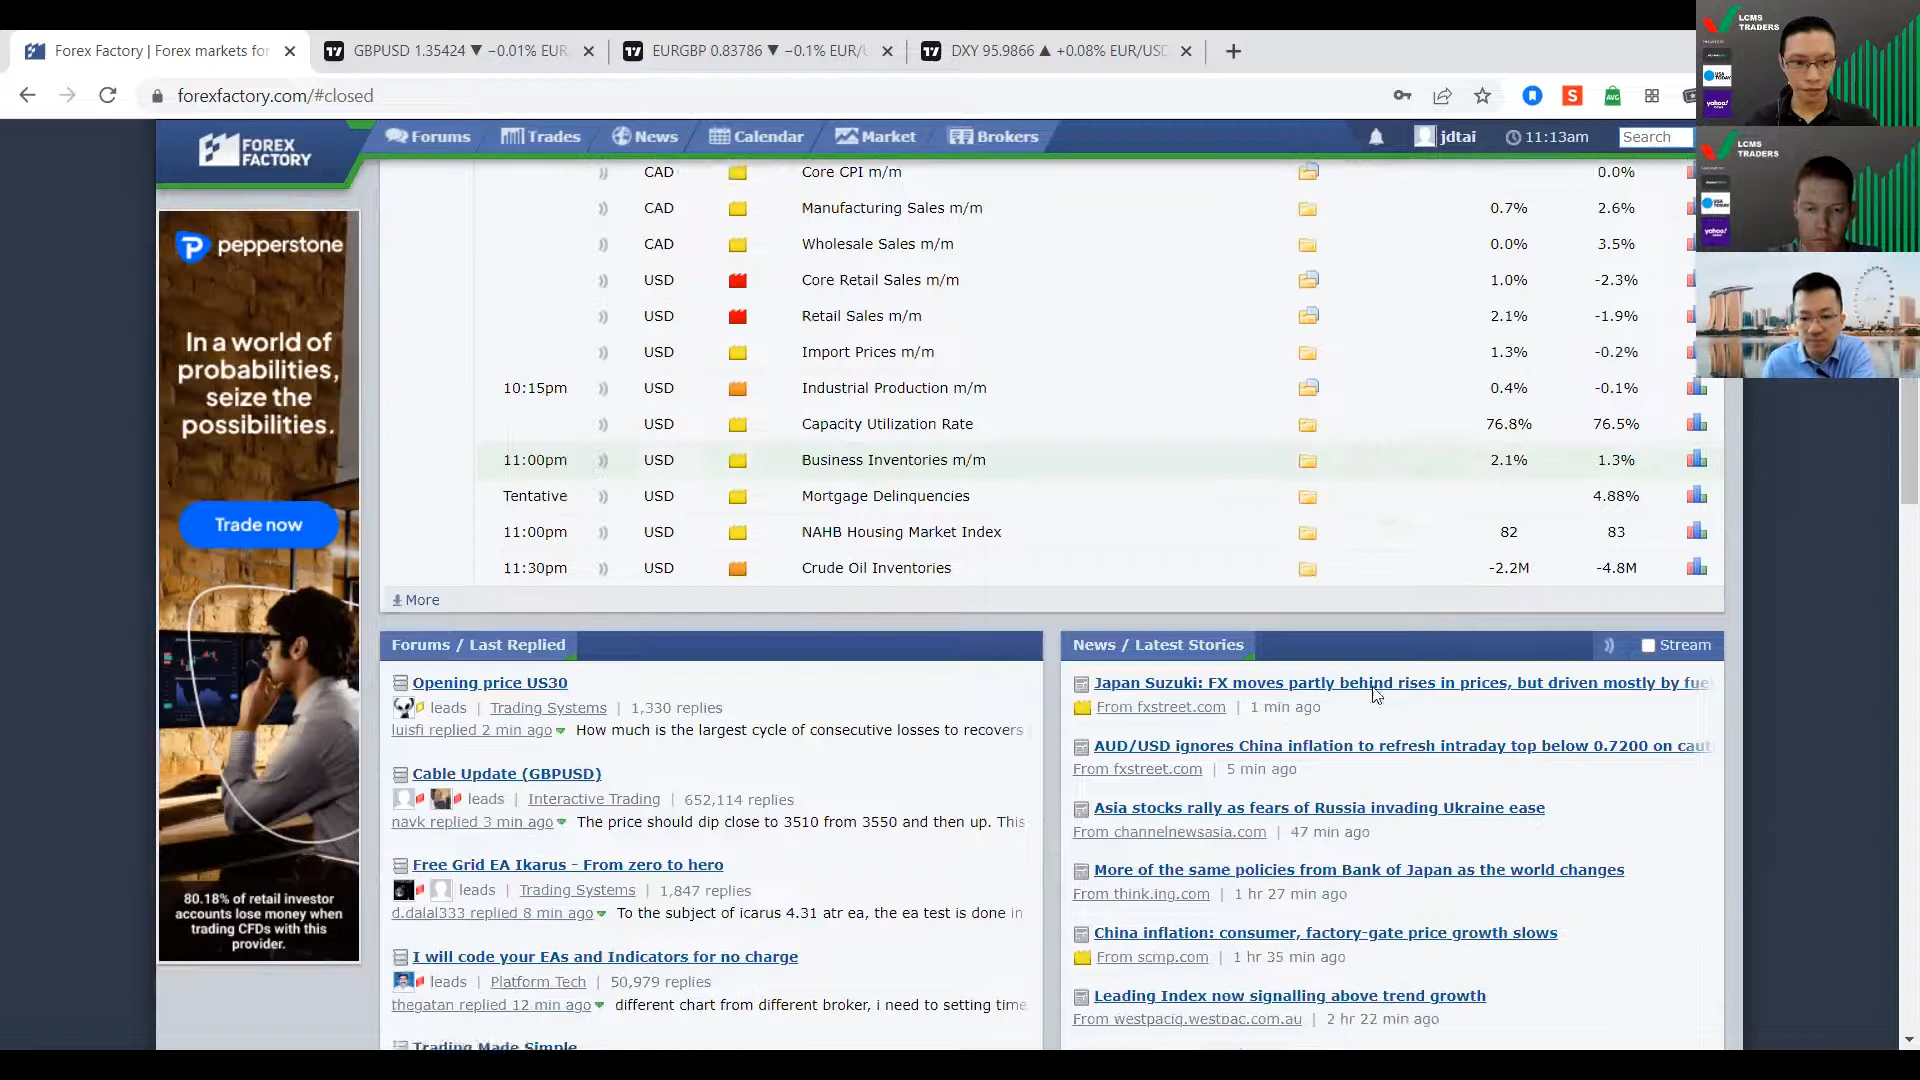 Forex Factory | Forex markets for
GBPUSD 1.35424 ▼ −0.01% EUR
EURGBP 0.83786 ▼ −0.1% EUR/U
DXY 95.9866 ▲ +0.08% EUR/USD
forexfactory.com/#closed
LCMS
TRADERS
USA TODAY
yahoo!
LCMS
TRADERS
USA TODAY
yahoo!
FOREX
FACTORY
Forums
Trades
News
Calendar
Market
Brokers
jdtai
11:13am
Search
CAD Core CPI m/m 0.0%
CAD Manufacturing Sales m/m 0.7% 2.6%
CAD Wholesale Sales m/m 0.0% 3.5%
USD Core Retail Sales m/m 1.0% -2.3%
USD Retail Sales m/m 2.1% -1.9%
USD Import Prices m/m 1.3% -0.2%
10:15pm USD Industrial Production m/m 0.4% -0.1%
USD Capacity Utilization Rate 76.8% 76.5%
11:00pm USD Business Inventories m/m 2.1% 1.3%
Tentative USD Mortgage Delinquencies 4.88%
11:00pm USD NAHB Housing Market Index 82 83
11:30pm USD Crude Oil Inventories -2.2M -4.8M
More
pepperstone
In a world of
probabilities,
seize the
possibilities.
Trade now
80.18% of retail investor
accounts lose money when
trading CFDs with this
provider.
Forums / Last Replied
Opening price US30
leads | Trading Systems | 1,330 replies
luisfi replied 2 min ago How much is the largest cycle of consecutive losses to recovers
Cable Update (GBPUSD)
leads | Interactive Trading | 652,114 replies
navk replied 3 min ago The price should dip close to 3510 from 3550 and then up. This
Free Grid EA Ikarus - From zero to hero
leads | Trading Systems | 1,847 replies
d.dalal333 replied 8 min ago To the subject of icarus 4.31 atr ea, the ea test is done in
I will code your EAs and Indicators for no charge
leads | Platform Tech | 50,979 replies
thegatan replied 12 min ago different chart from different broker, i need to setting time
Trading Made Simple
News / Latest Stories
Stream
Japan Suzuki: FX moves partly behind rises in prices, but driven mostly by fue
From fxstreet.com | 1 min ago
AUD/USD ignores China inflation to refresh intraday top below 0.7200 on caut
From fxstreet.com | 5 min ago
Asia stocks rally as fears of Russia invading Ukraine ease
From channelnewsasia.com | 47 min ago
More of the same policies from Bank of Japan as the world changes
From think.ing.com | 1 hr 27 min ago
China inflation: consumer, factory-gate price growth slows
From scmp.com | 1 hr 35 min ago
Leading Index now signalling above trend growth
From westpaciq.westpac.com.au | 2 hr 22 min ago